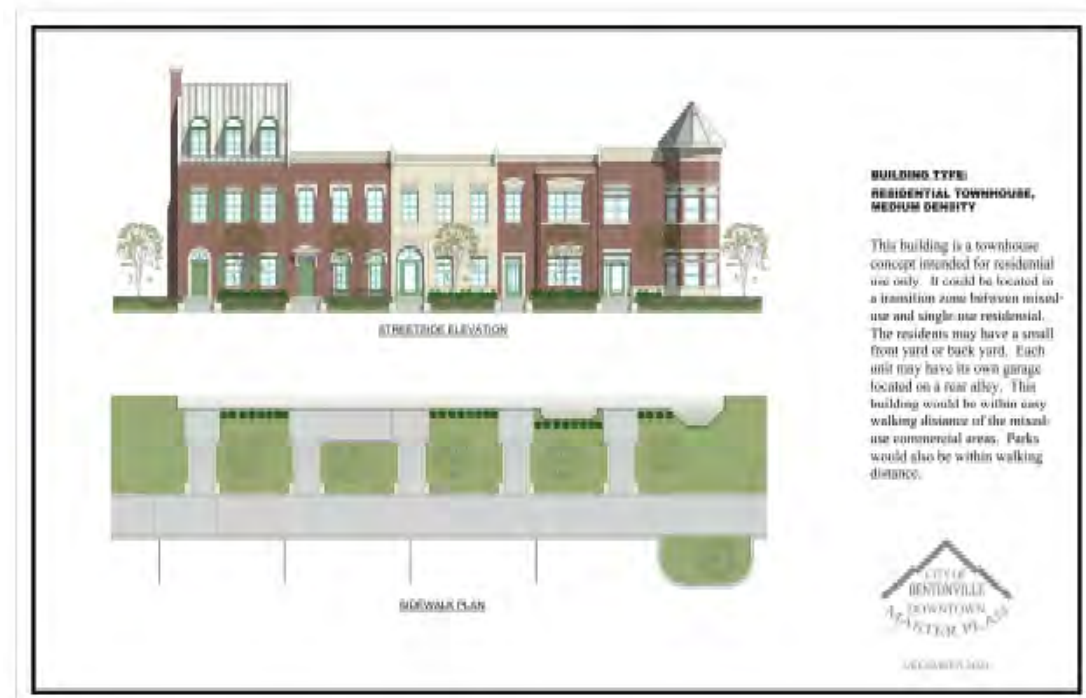 BUILDING TYPE:
RESIDENTIAL TOWNHOUSE,
MEDIUM DENSITY
This building is a townhouse
concept intended for residential
use only. It could be located in
a transition zone between mixed-
use and single-use residential.
The residents may have a small
front yard or back yard. Each
unit may have its own garage
located on a rear alley. This
building would be within easy
walking distance of the mixed-
use commercial areas. Parks
would also be within walking
distance.
STREETSIDE ELEVATION
SIDEWALK PLAN
CITY OF
BENTONVILLE
DOWNTOWN
MASTER PLAN
DECEMBER